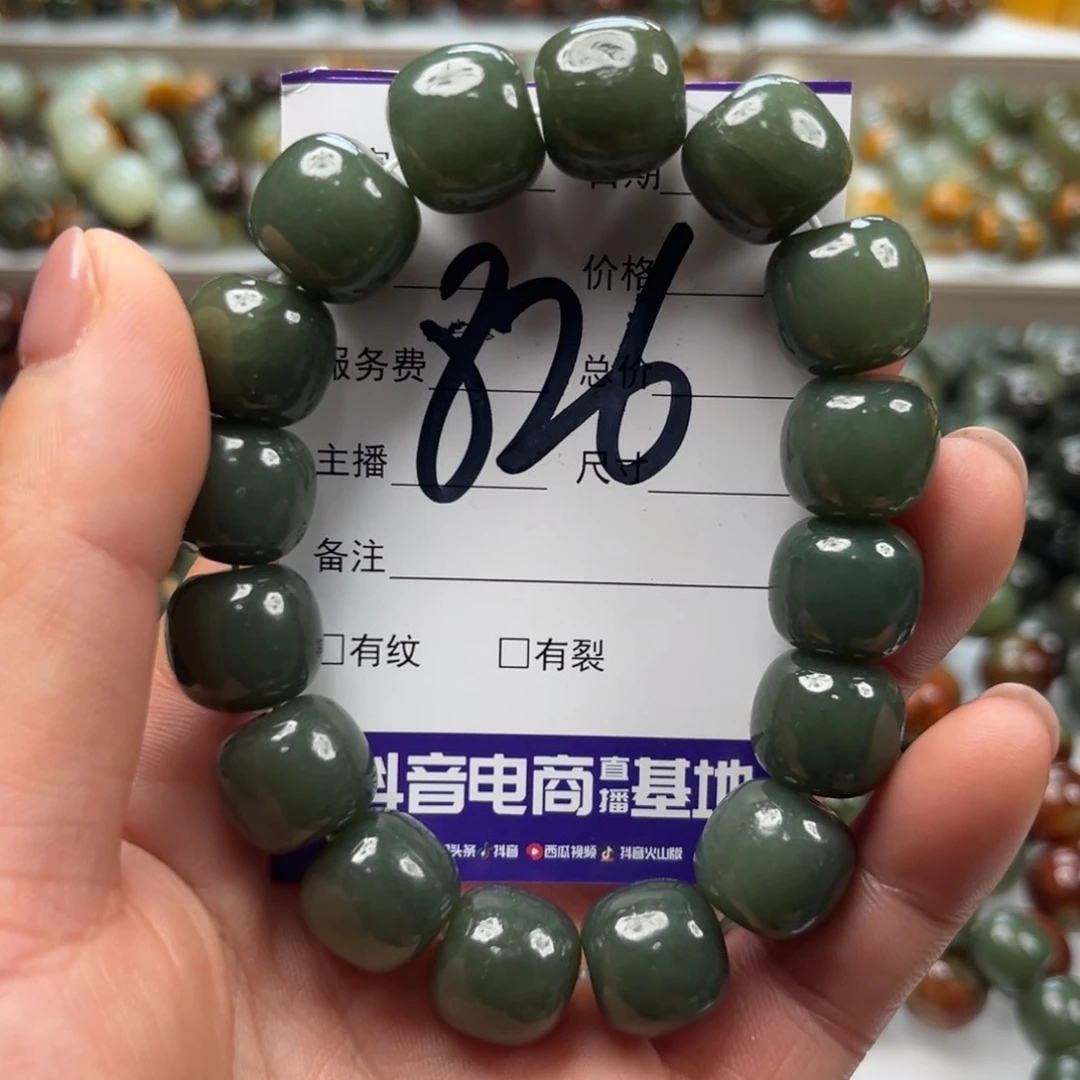 日期
价格
826
服务费 总价
主播 尺寸
备注
□有纹 □有裂
抖音电商直播基地
头条 抖音 西瓜视频 抖音火山版